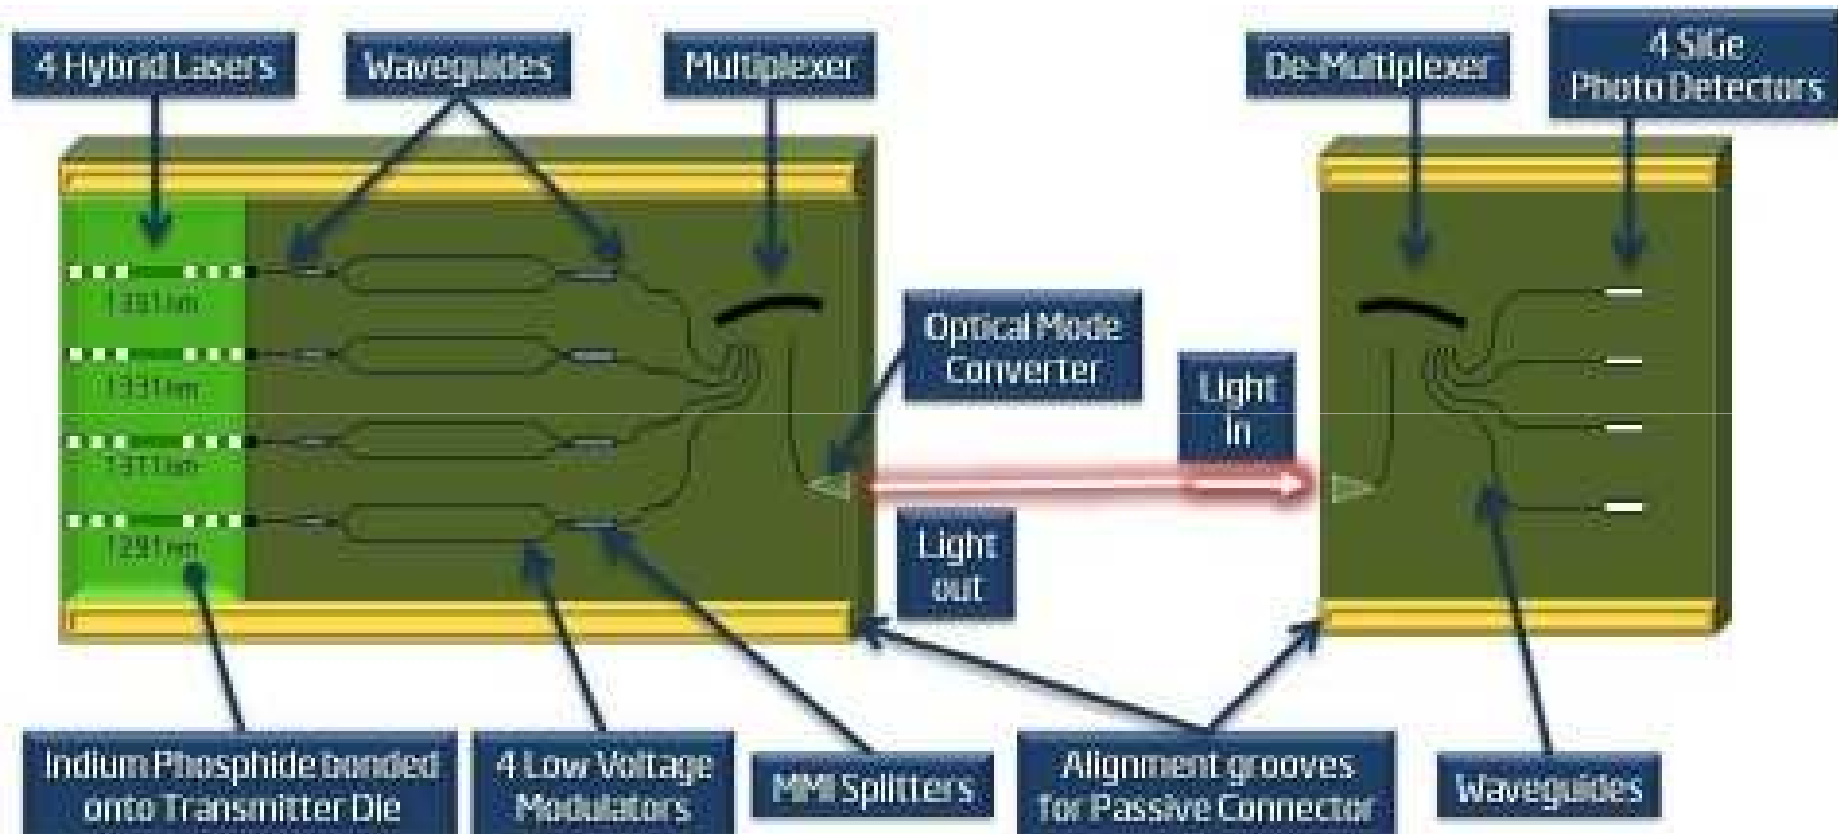 4 Hybrid Lasers
Waveguides
Multiplexer
De-Multiplexer
4 SiGe
Photo Detectors
1351nm
1331nm
1311nm
1291nm
Optical Mode
Converter
Light
in
Light
out
Indium Phosphide bonded
onto Transmitter Die
4 Low Voltage
Modulators
MMI Splitters
Alignment grooves
for Passive Connector
Waveguides